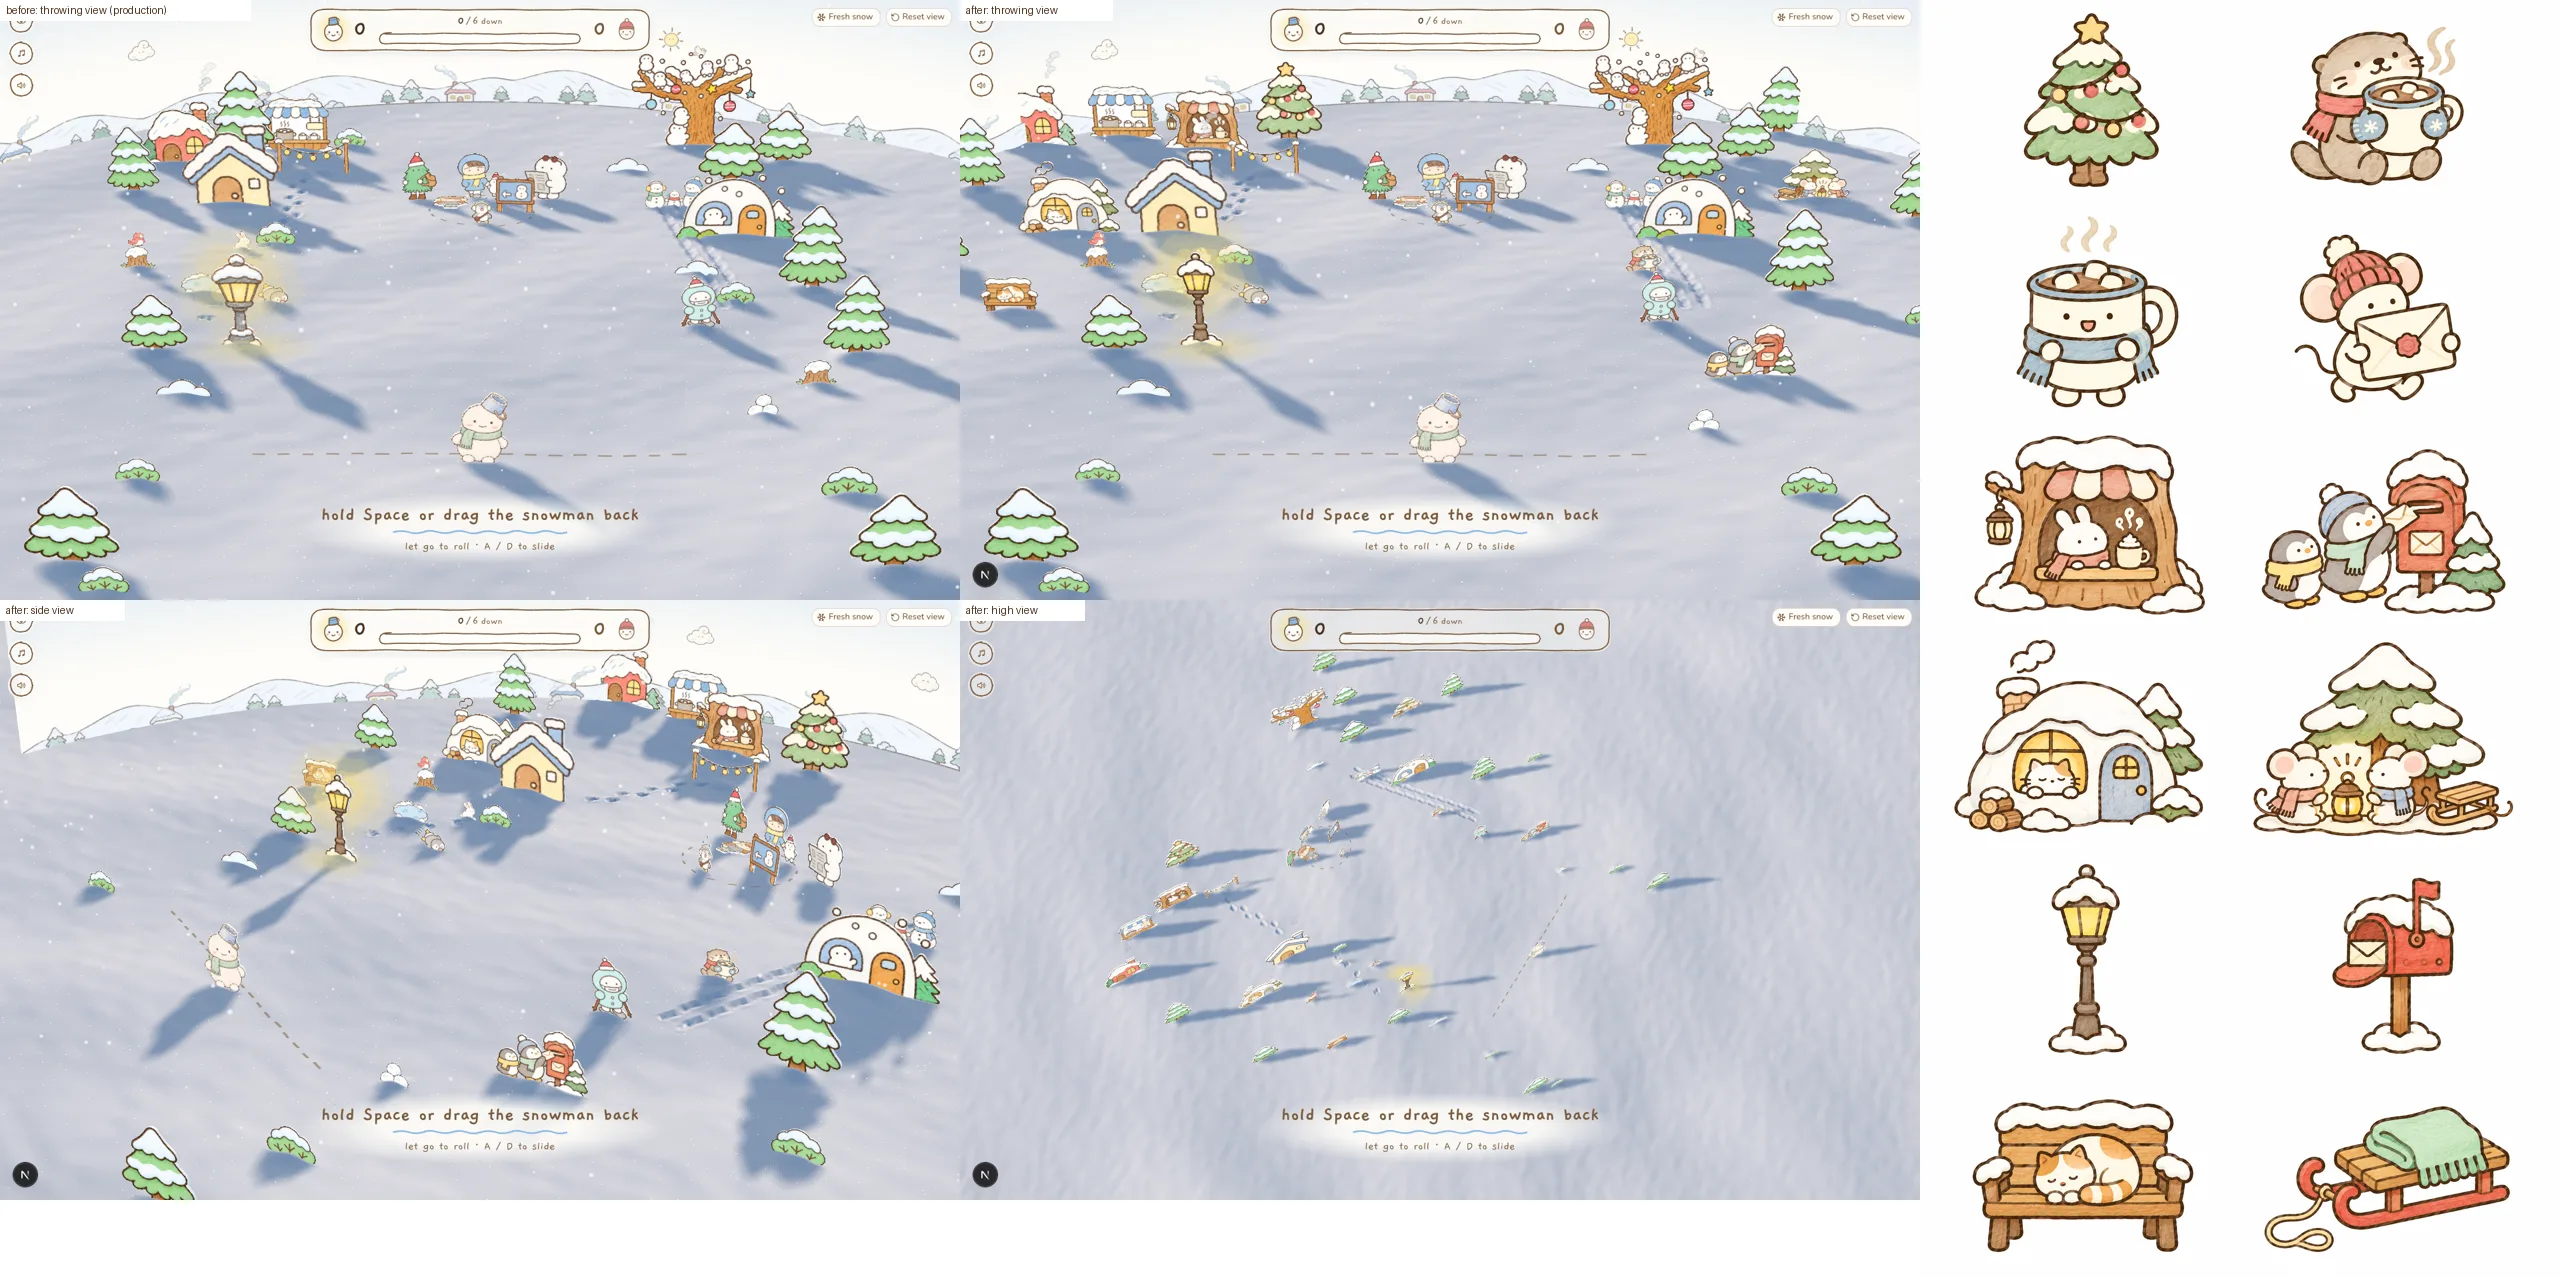 before: throwing view (production)
0
0 / 6 down
0
Fresh snow
Reset view
hold Space or drag the snowman back
let go to roll · A / D to slide
after: throwing view
0
0 / 6 down
0
Fresh snow
Reset view
hold Space or drag the snowman back
let go to roll · A / D to slide
N
after: side view
0
0 / 6 down
0
Fresh snow
Reset view
hold Space or drag the snowman back
let go to roll · A / D to slide
N
after: high view
0
0 / 6 down
0
Fresh snow
Reset view
hold Space or drag the snowman back
let go to roll · A / D to slide
N